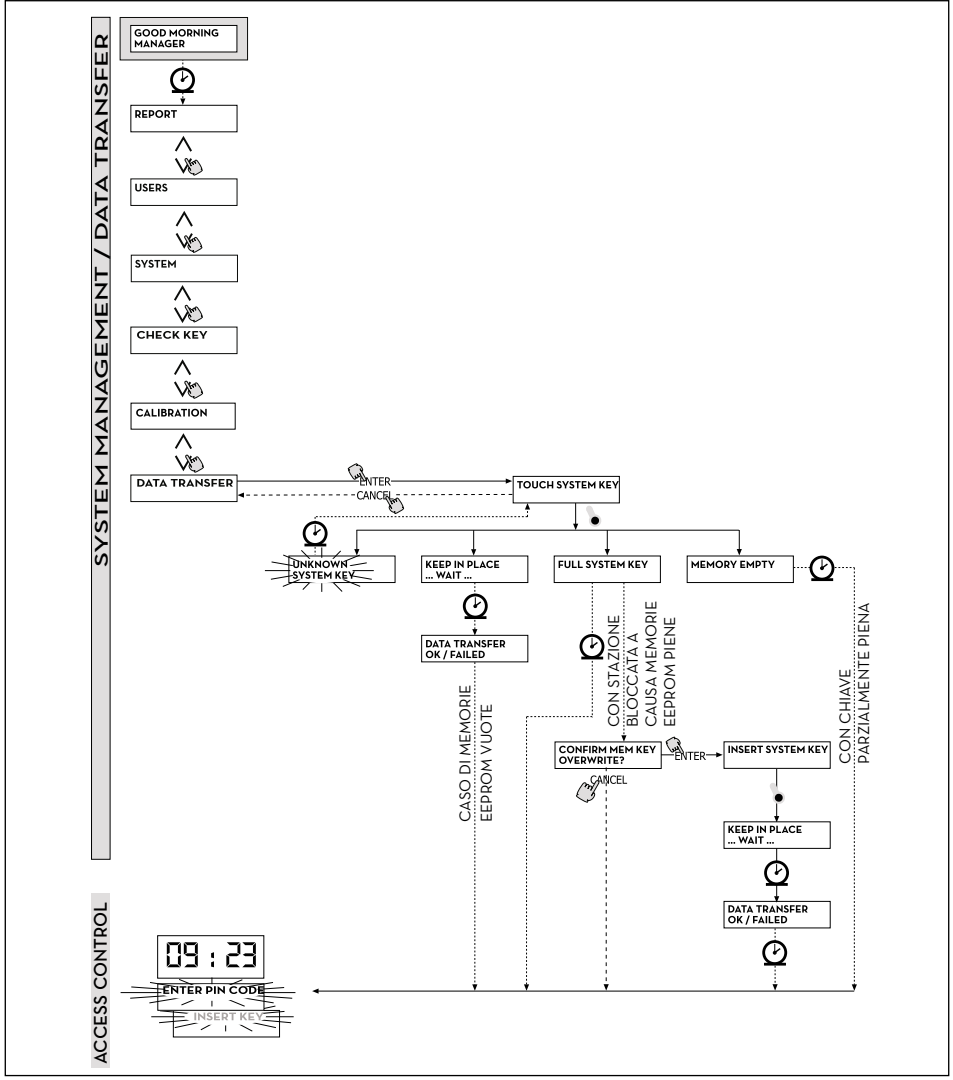 SYSTEM MANAGEMENT / DATA TRANSFER
GOOD MORNING
MANAGER
REPORT
USERS
SYSTEM
CHECK KEY
CALIBRATION
DATA TRANSFER
ENTER
CANCEL
TOUCH SYSTEM KEY
UNKNOWN
SYSTEM KEY
KEEP IN PLACE
... WAIT ...
FULL SYSTEM KEY
MEMORY EMPTY
DATA TRANSFER
OK / FAILED
CASO DI MEMORIE
EEPROM VUOTE
CON STAZIONE
BLOCCATA A
CAUSA MEMORIE
EEPROM PIENE
CON CHIAVE
PARZIALMENTE PIENA
CONFIRM MEM KEY
OVERWRITE?
ENTER
CANCEL
INSERT SYSTEM KEY
KEEP IN PLACE
... WAIT ...
DATA TRANSFER
OK / FAILED
ACCESS CONTROL
09:23
ENTER PIN CODE
INSERT KEY